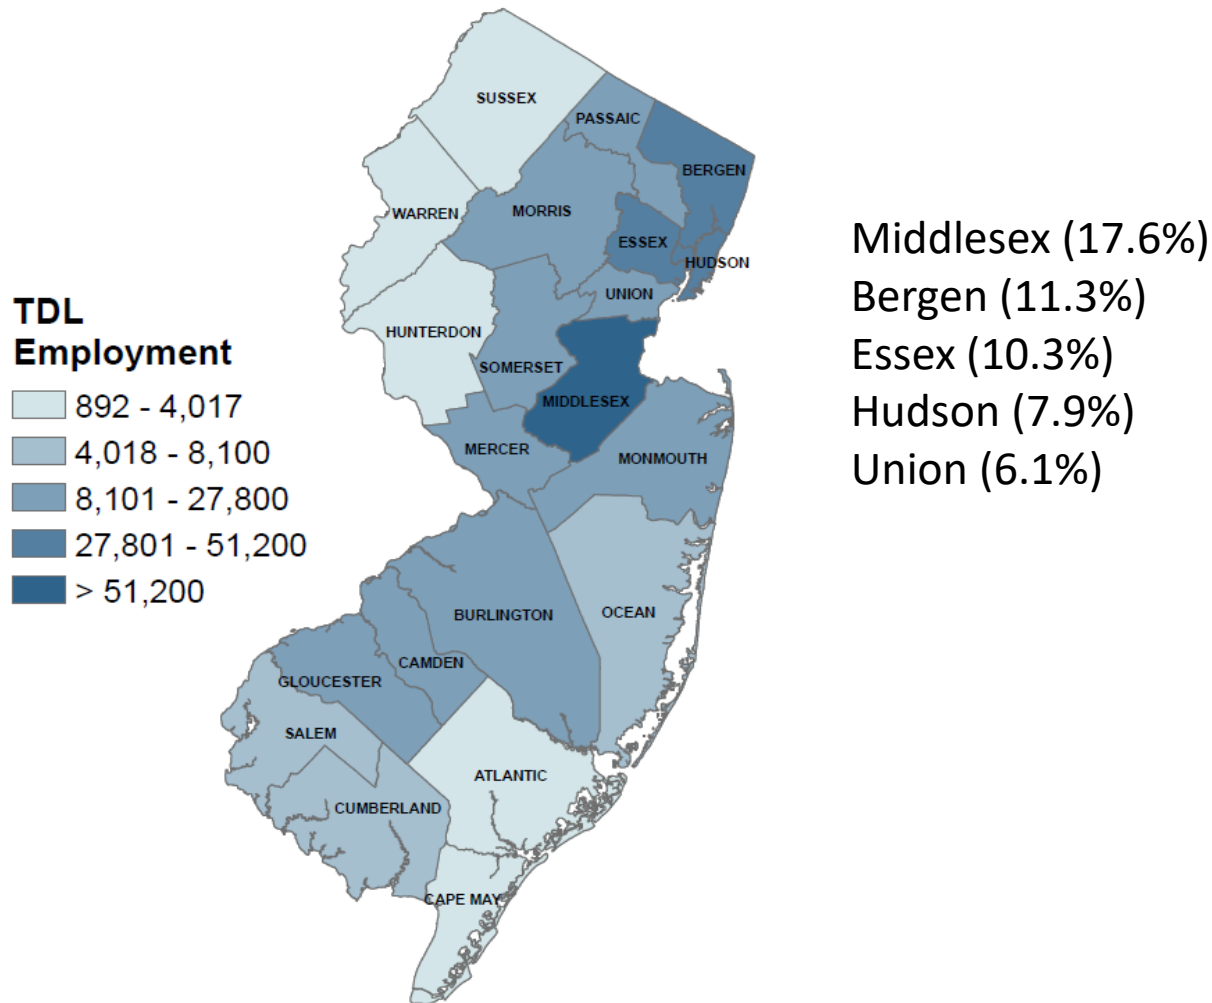 SUSSEX
PASSAIC
BERGEN
WARREN
MORRIS
ESSEX
HUDSON
UNION
HUNTERDON
SOMERSET
MIDDLESEX
MERCER
MONMOUTH
OCEAN
BURLINGTON
CAMDEN
GLOUCESTER
SALEM
ATLANTIC
CUMBERLAND
CAPE MAY
TDL
Employment
892 - 4,017
4,018 - 8,100
8,101 - 27,800
27,801 - 51,200
> 51,200
Middlesex (17.6%)
Bergen (11.3%)
Essex (10.3%)
Hudson (7.9%)
Union (6.1%)